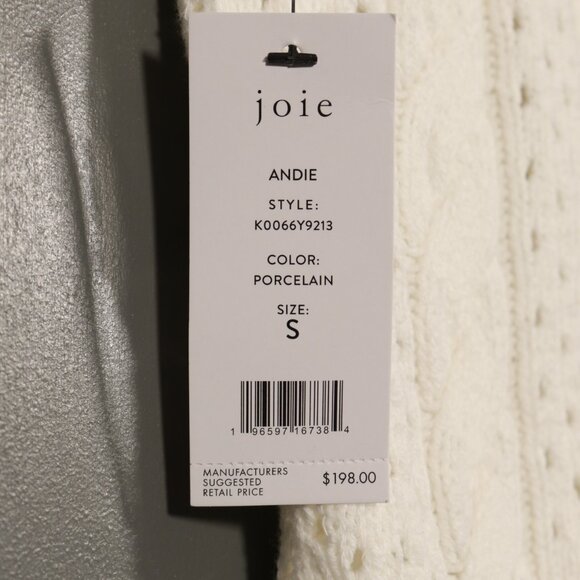 joie
ANDIE
STYLE:
K0066Y9213
COLOR:
PORCELAIN
SIZE:
S
1 96597 16738 4
MANUFACTURERS
SUGGESTED
RETAIL PRICE
$198.00